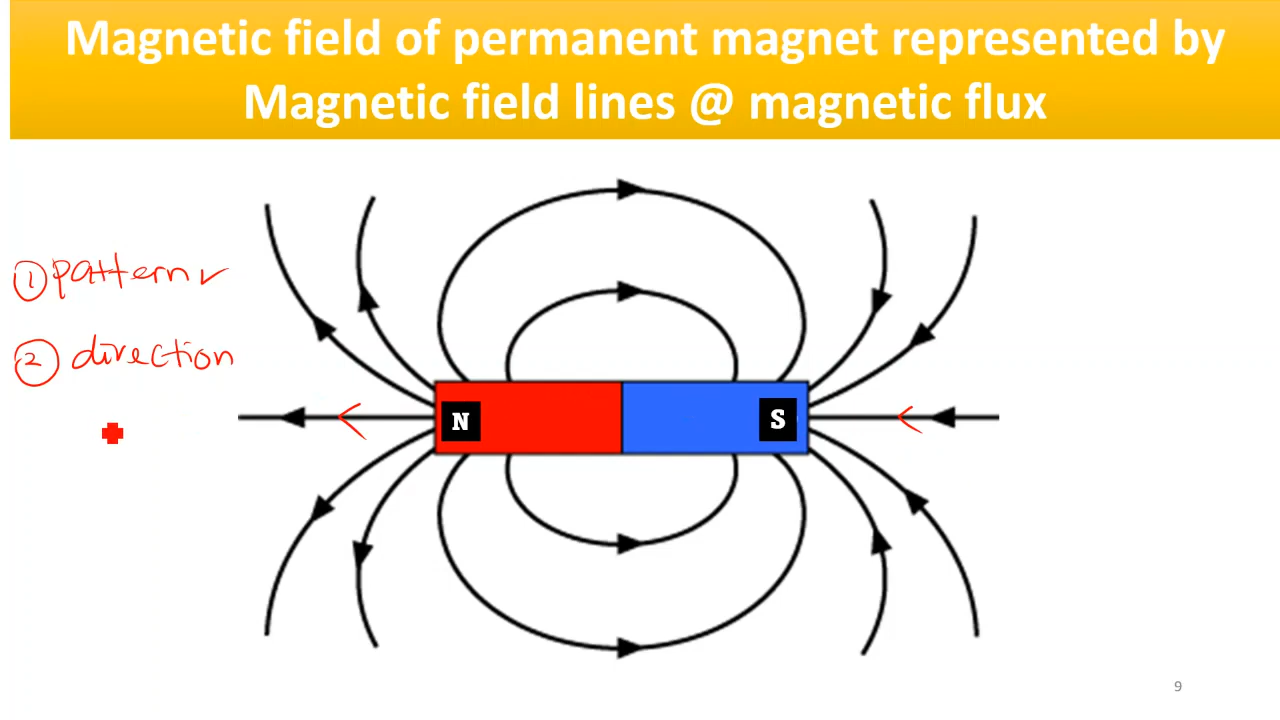 Magnetic field of permanent magnet represented by
Magnetic field lines @ magnetic flux
① pattern ✓
② direction
N
S
9